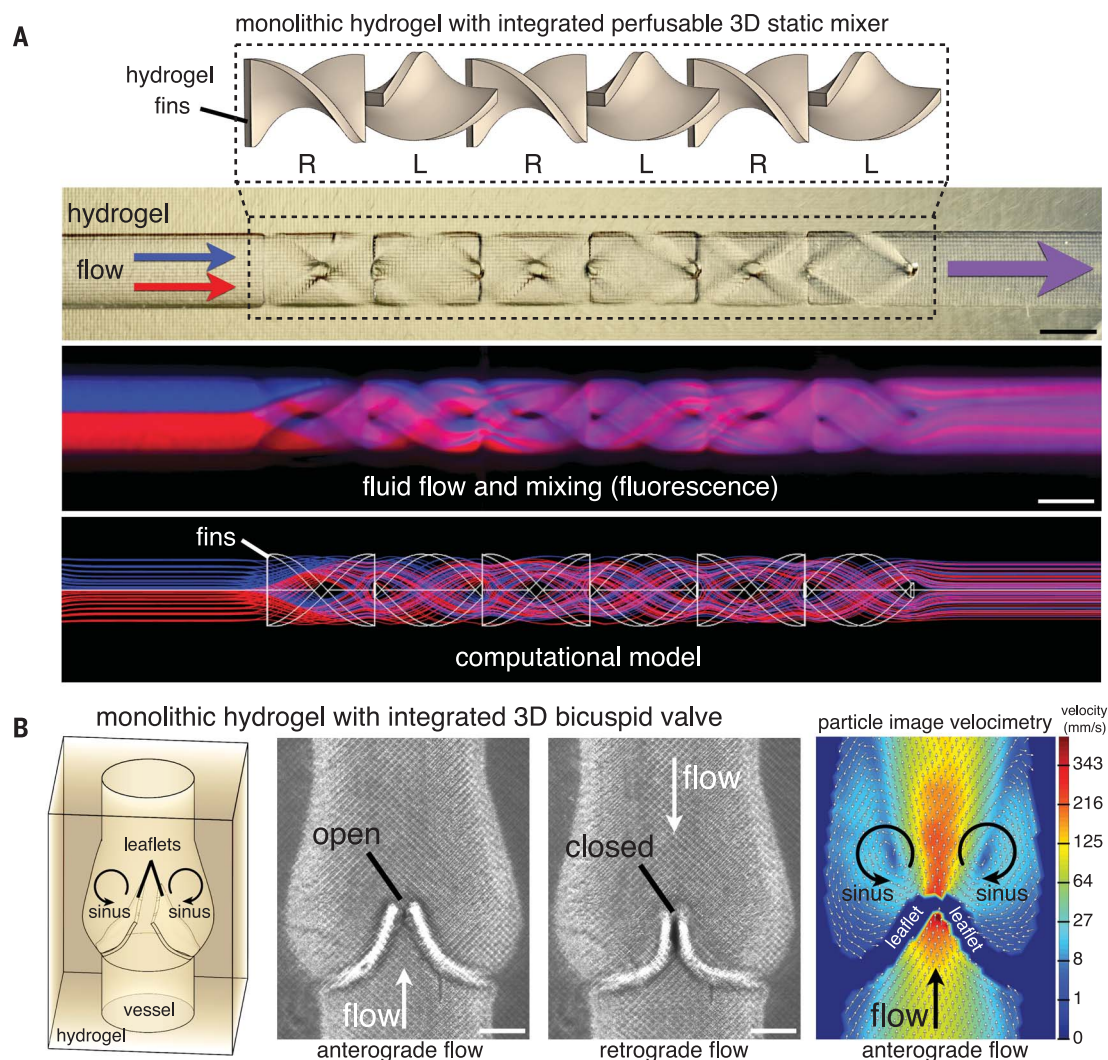 A
monolithic hydrogel with integrated perfusable 3D static mixer
hydrogel
fins
R L R L R L
hydrogel
flow
fluid flow and mixing (fluorescence)
fins
computational model
B
monolithic hydrogel with integrated 3D bicuspid valve
leaflets
sinus sinus
vessel
hydrogel
open
flow
anterograde flow
flow
closed
retrograde flow
particle image velocimetry
sinus sinus
leaflet leaflet
flow
anterograde flow
velocity
(mm/s)
343
216
125
64
27
8
1
0